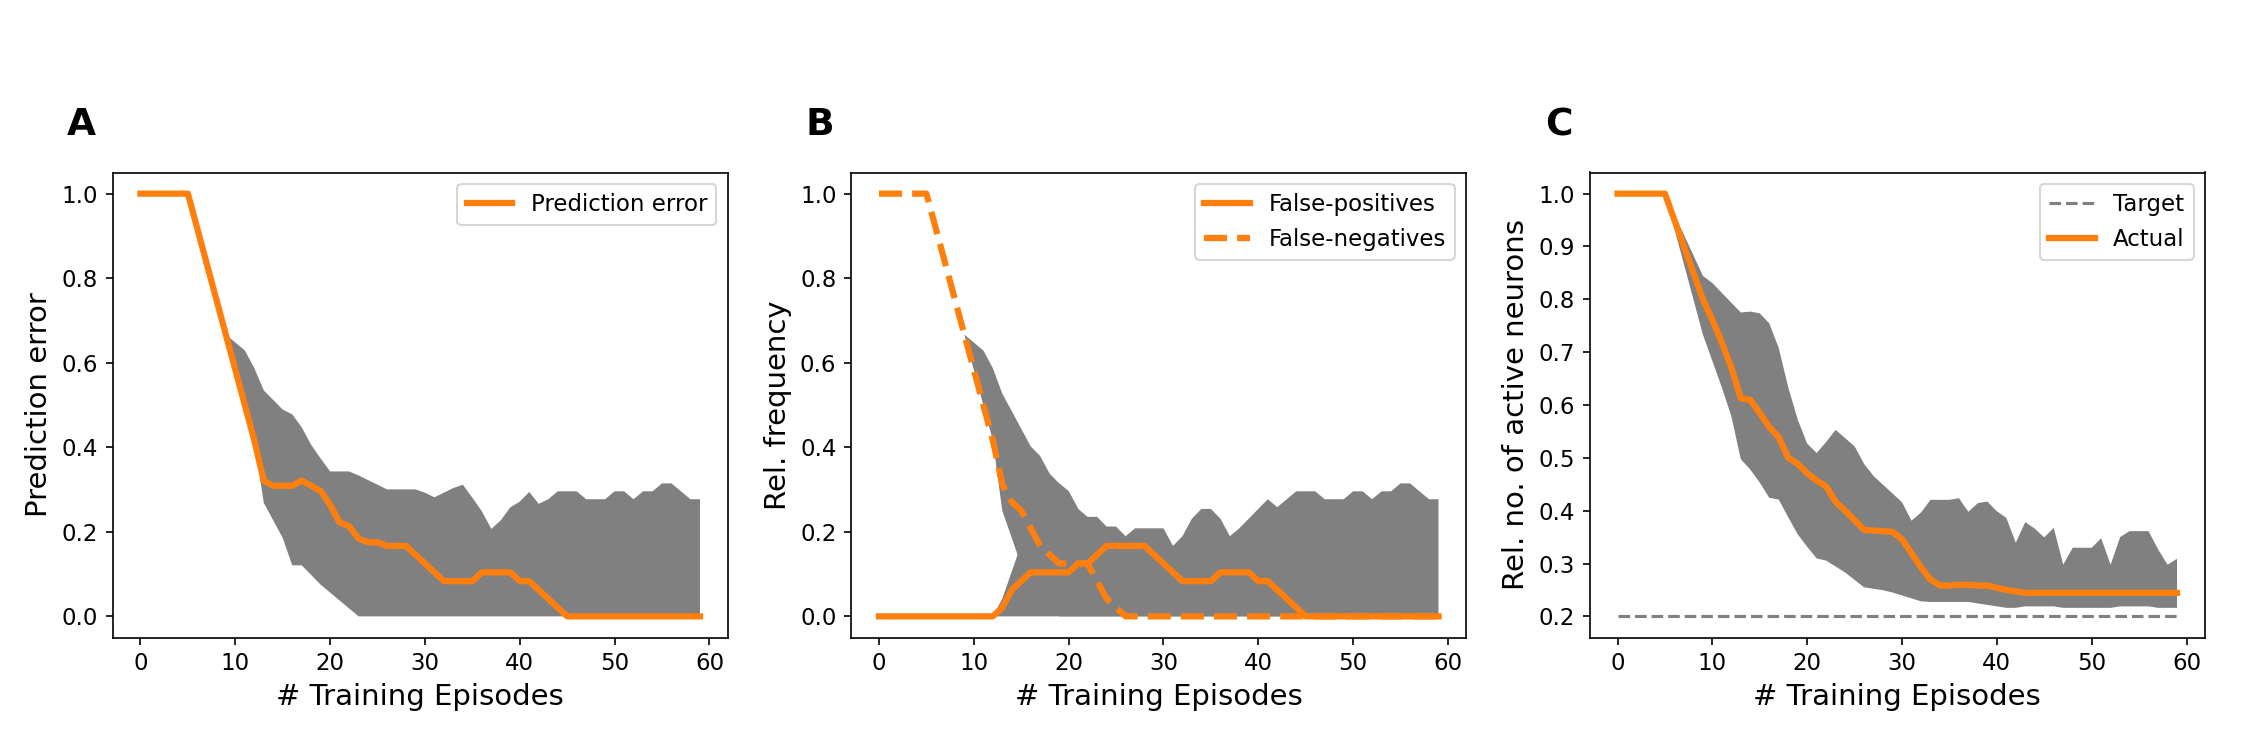 A
B
C
Prediction error
1.0
0.8
0.6
0.4
0.2
0.0
0 10 20 30 40 50 60
# Training Episodes
Prediction error
Rel. frequency
1.0
0.8
0.6
0.4
0.2
0.0
0 10 20 30 40 50 60
# Training Episodes
False-positives
False-negatives
Rel. no. of active neurons
1.0
0.9
0.8
0.7
0.6
0.5
0.4
0.3
0.2
0 10 20 30 40 50 60
# Training Episodes
Target
Actual